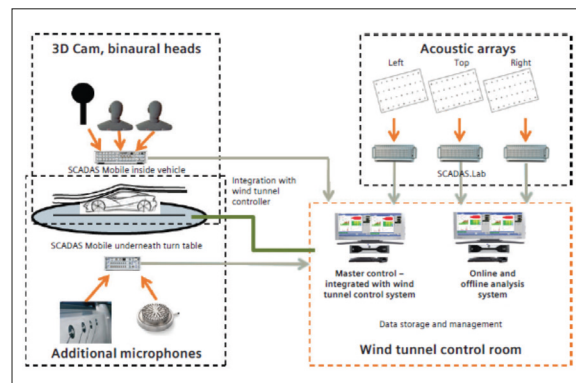 3D Cam, binaural heads
SCADAS Mobile inside vehicle
Integration with
wind tunnel
controller
SCADAS Mobile underneath turn table
Additional microphones
Acoustic arrays
Left
Top
Right
SCADAS.Lab
Master control –
integrated with wind
tunnel control system
Online and
offline analysis
system
Data storage and management
Wind tunnel control room